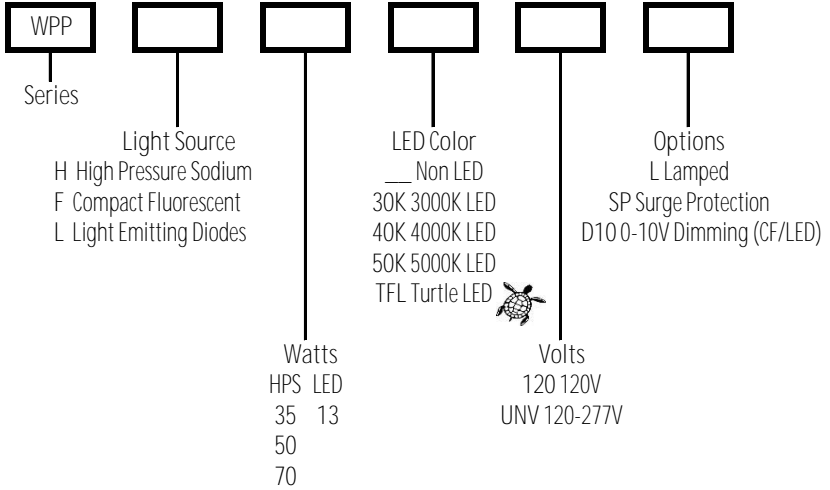 WPP
Series
Light Source
H High Pressure Sodium
F Compact Fluorescent
L Light Emitting Diodes
LED Color
__ Non LED
30K 3000K LED
40K 4000K LED
50K 5000K LED
TFL Turtle LED
Options
L Lamped
SP Surge Protection
D10 0-10V Dimming (CF/LED)
Watts
HPS LED
35 13
50
70
Volts
120 120V
UNV 120-277V